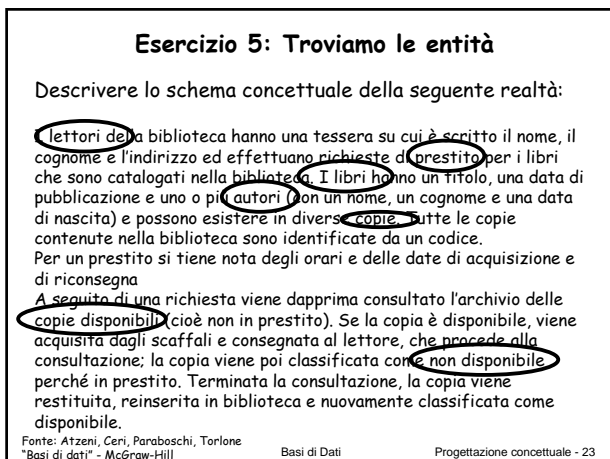 Esercizio 5: Troviamo le entità
Descrivere lo schema concettuale della seguente realtà:
I lettori della biblioteca hanno una tessera su cui è scritto il nome, il
cognome e l'indirizzo ed effettuano richieste di prestito per i libri
che sono catalogati nella biblioteca. I libri hanno un titolo, una data di
pubblicazione e uno o più autori (con un nome, un cognome e una data
di nascita) e possono esistere in diverse copie. Tutte le copie
contenute nella biblioteca sono identificate da un codice.
Per un prestito si tiene nota degli orari e delle date di acquisizione e
di riconsegna
A seguito di una richiesta viene dapprima consultato l'archivio delle
copie disponibili (cioè non in prestito). Se la copia è disponibile, viene
acquisita dagli scaffali e consegnata al lettore, che procede alla
consultazione; la copia viene poi classificata come non disponibile
perché in prestito. Terminata la consultazione, la copia viene
restituita, reinserita in biblioteca e nuovamente classificata come
disponibile.
Fonte: Atzeni, Ceri, Paraboschi, Torlone
"Basi di dati" - McGraw-Hill
Basi di Dati
Progettazione concettuale - 23